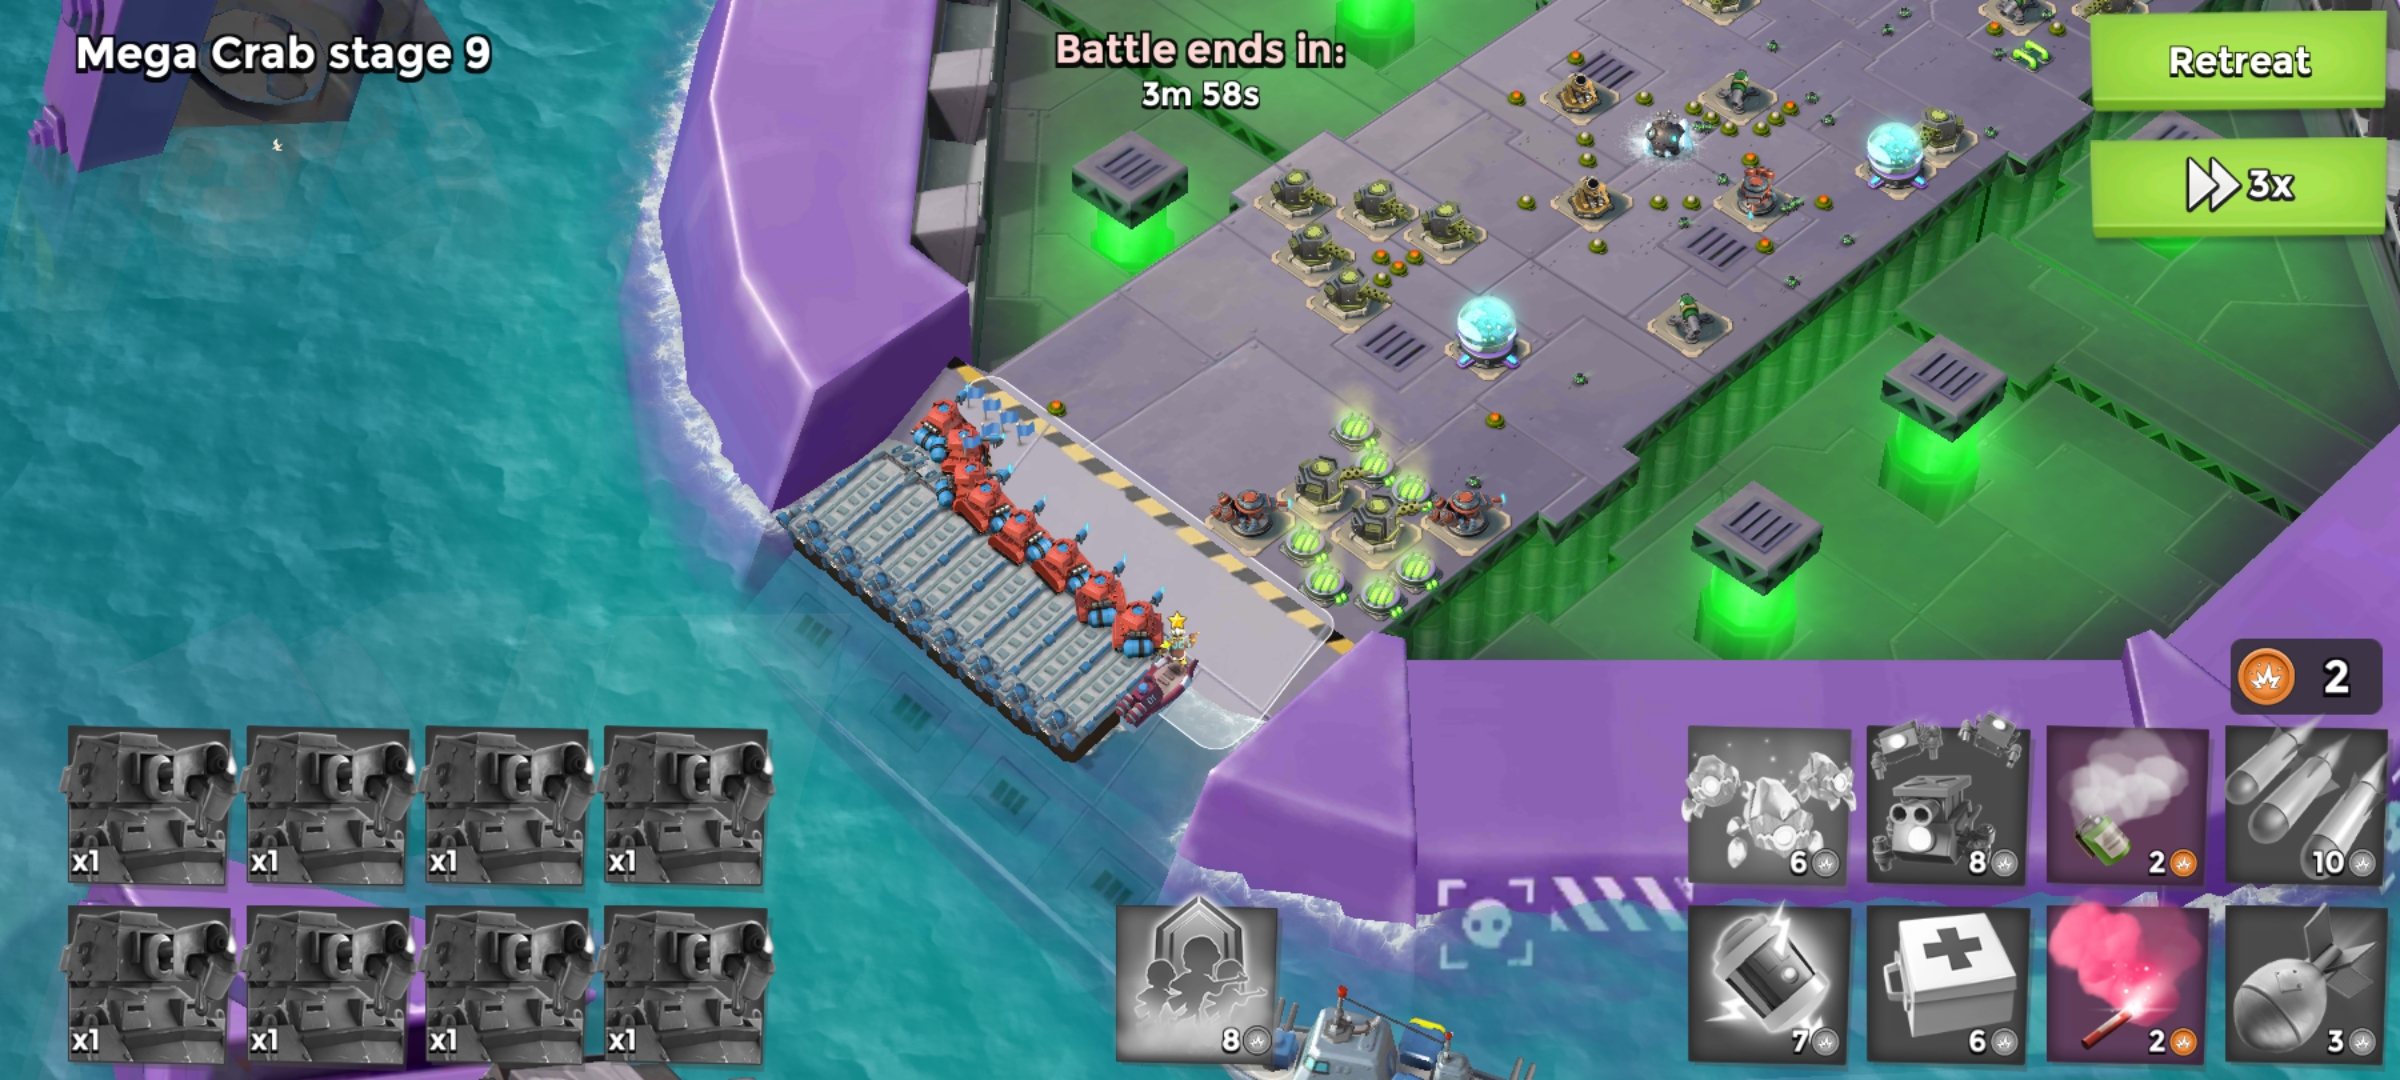 Mega Crab stage 9
Battle ends in:
3m 58s
Retreat
3x
2
x1
x1
x1
x1
6
8
2
10
x1
x1
x1
x1
8
7
6
2
3